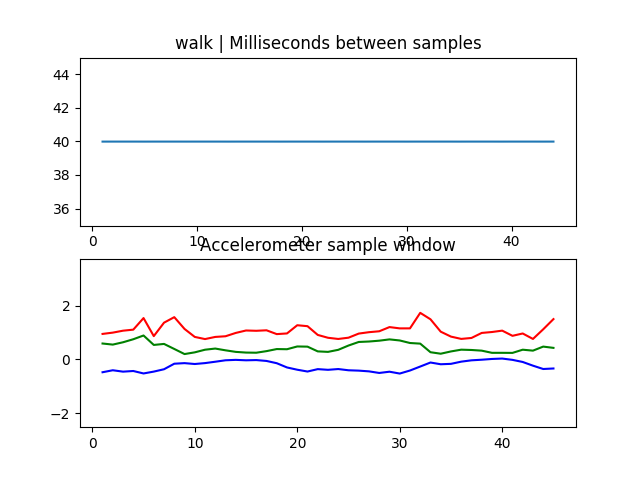 walk | Milliseconds between samples
44
42
40
38
36
0 10 20 30 40
Accelerometer sample window
2
0
−2
0 10 20 30 40